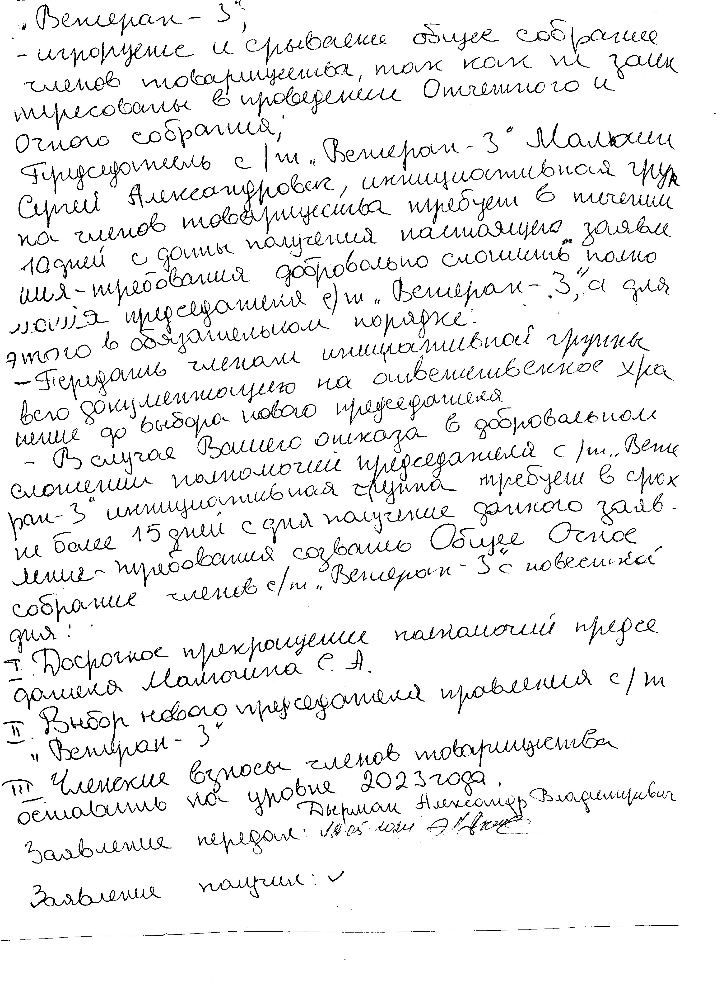 „Ветеран-3“,
- игнорируете и срываете общее собрание
членов товарищества, так как не заин
тересованы в проведении Отчетного и
Очного собрания;
Председатель с/т „Ветеран-3“ Малюшин
Сергей Александрович, инициативная груп
па членов товарищества требует в течении
10 дней с даты получения настоящего заявле
ния-требования добровольно сложить полно
мочия председателя с/т „Ветеран-3“, а для
этого в обязательном порядке:
- Передать членам инициативной группы
всю документацию на ответственное хра
нение до выбора нового председателя
- В случае Вашего отказа в добровольном
сложении полномочий председателя с/т „Вете
ран-3“ инициативная группа требует в срок
не более 15 дней с дня получение данного заяв-
ления-требования созвать Общее Очное
собрание членов с/т „Ветеран-3“ с повесткой
дня:
I Досрочное прекращение полномочий предсе
дателя Малюшина С. А.
II. Выбор нового председателя правления с/т
„Ветеран-3“
III Членские взносы членов товарищества
оставить на уровне 2023 года.
Дырман Александр Владимирович
Заявление передал: 18.05.2024
Заявление получил: ✓